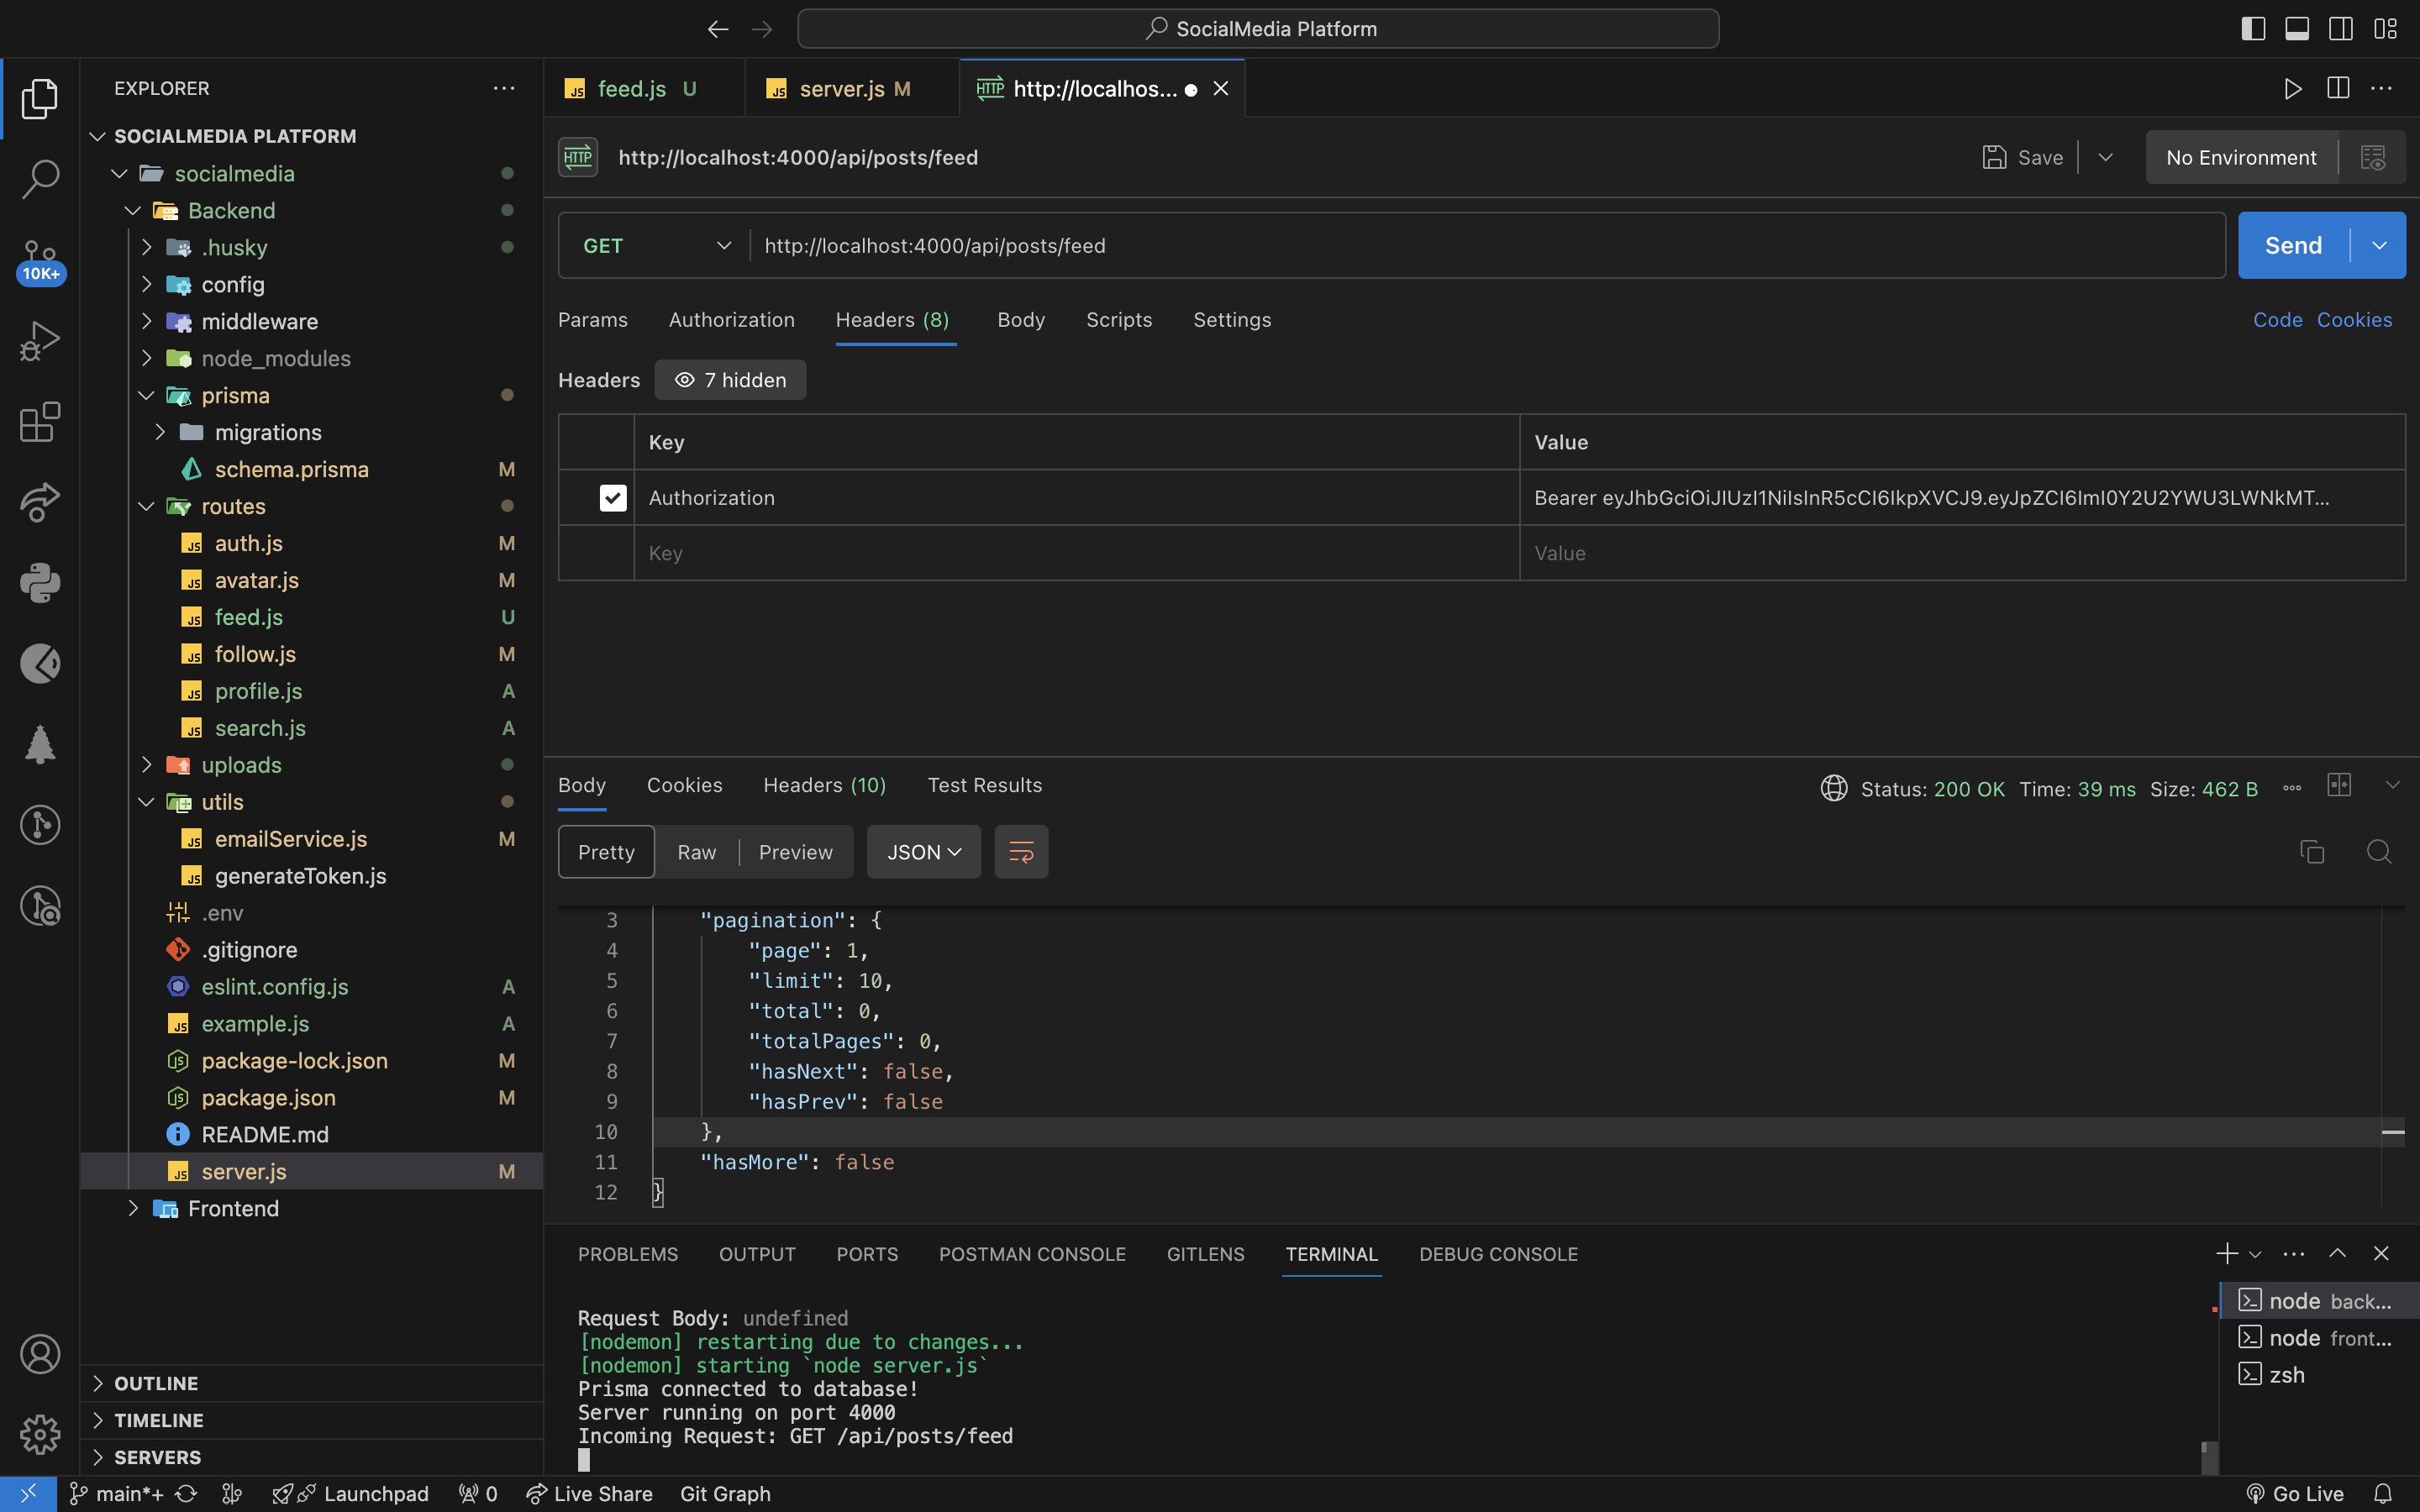 SocialMedia Platform
EXPLORER
SOCIALMEDIA PLATFORM
socialmedia
Backend
.husky
config
middleware
node_modules
prisma
migrations
schema.prisma M
routes
auth.js M
avatar.js M
feed.js U
follow.js M
profile.js A
search.js A
uploads
utils
emailService.js M
generateToken.js
.env
.gitignore
eslint.config.js A
example.js A
package-lock.json M
package.json M
README.md
server.js M
Frontend
OUTLINE
TIMELINE
SERVERS
10K+
feed.js U
server.js M
HTTP http://localhos...
HTTP http://localhost:4000/api/posts/feed
Save
No Environment
GET http://localhost:4000/api/posts/feed
Send
Params Authorization Headers (8) Body Scripts Settings
Code Cookies
Headers 7 hidden
Key Value
Authorization Bearer eyJhbGciOiJIUzI1NiIsInR5cCI6IkpXVCJ9.eyJpZCI6ImI0Y2U2YWU3LWNkMT...
Key Value
Body Cookies Headers (10) Test Results
Status: 200 OK Time: 39 ms Size: 462 B
Pretty Raw Preview JSON
3 "pagination": {
4 "page": 1,
5 "limit": 10,
6 "total": 0,
7 "totalPages": 0,
8 "hasNext": false,
9 "hasPrev": false
10 },
11 "hasMore": false
12 }
PROBLEMS OUTPUT PORTS POSTMAN CONSOLE GITLENS TERMINAL DEBUG CONSOLE
Request Body: undefined
[nodemon] restarting due to changes...
[nodemon] starting `node server.js`
Prisma connected to database!
Server running on port 4000
Incoming Request: GET /api/posts/feed
node back...
node front...
zsh
main*+ Launchpad 0 Live Share Git Graph
Go Live